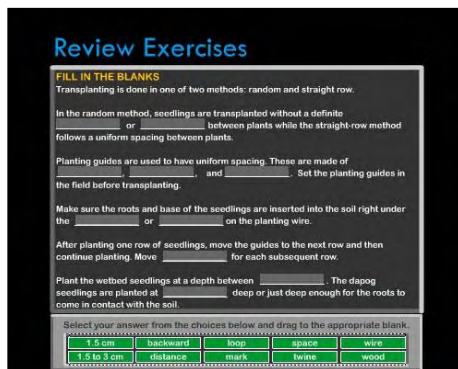 Review Exercises
FILL IN THE BLANKS
Transplanting is done in one of two methods: random and straight row.
In the random method, seedlings are transplanted without a definite
or between plants while the straight-row method
follows a uniform spacing between plants.
Planting guides are used to have uniform spacing. These are made of
, , and . Set the planting guides in
the field before transplanting.
Make sure the roots and base of the seedlings are inserted into the soil right under
the or on the planting wire.
After planting one row of seedlings, move the guides to the next row and then
continue planting. Move for each subsequent row.
Plant the wetbed seedlings at a depth between . The dapog
seedlings are planted at deep or just deep enough for the roots to
come in contact with the soil.
Select your answer from the choices below and drag to the appropriate blank.
1.5 cm backward loop space wire
1.5 to 3 cm distance mark twine wood